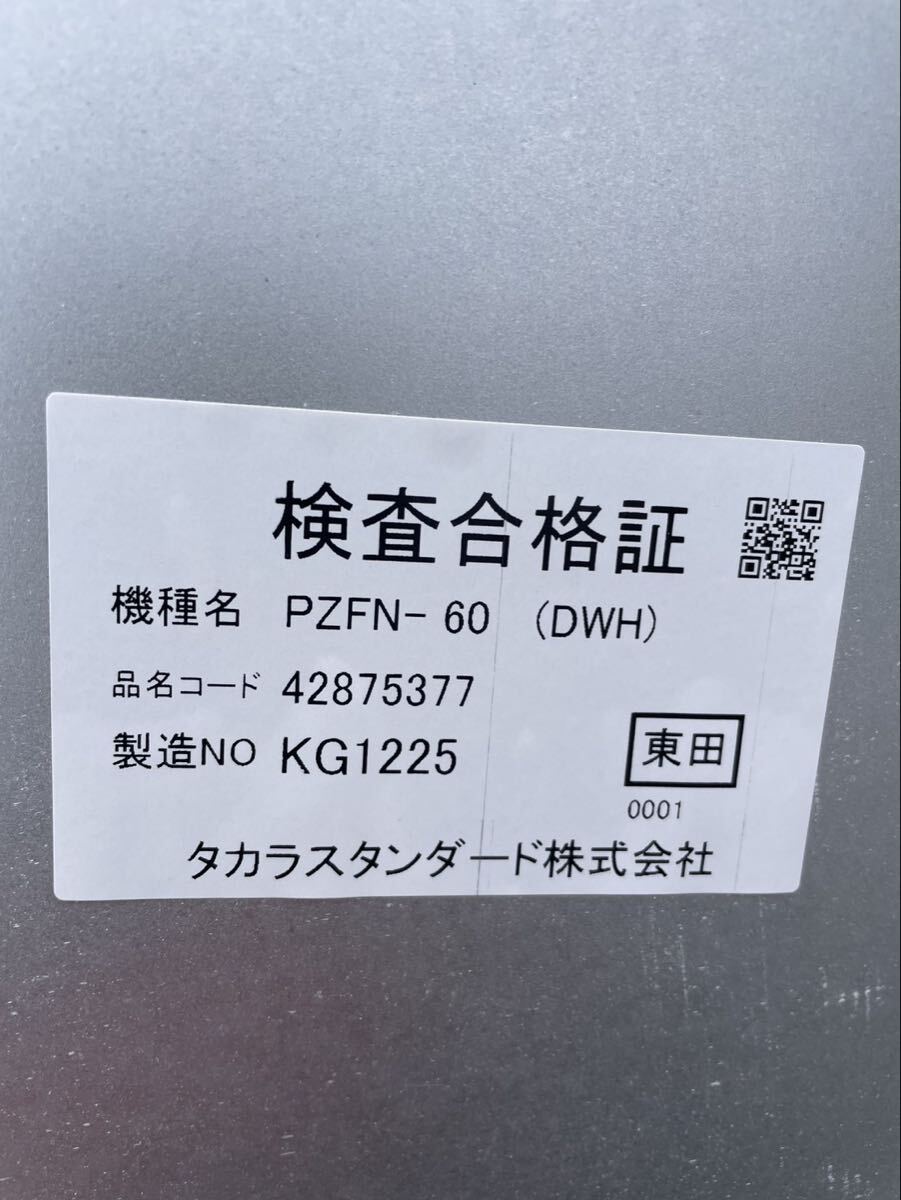 検査合格証
機種名 PZFN-60 (DWH)
品名コード 42875377
製造NO KG1225
東田
0001
タカラスタンダード株式会社